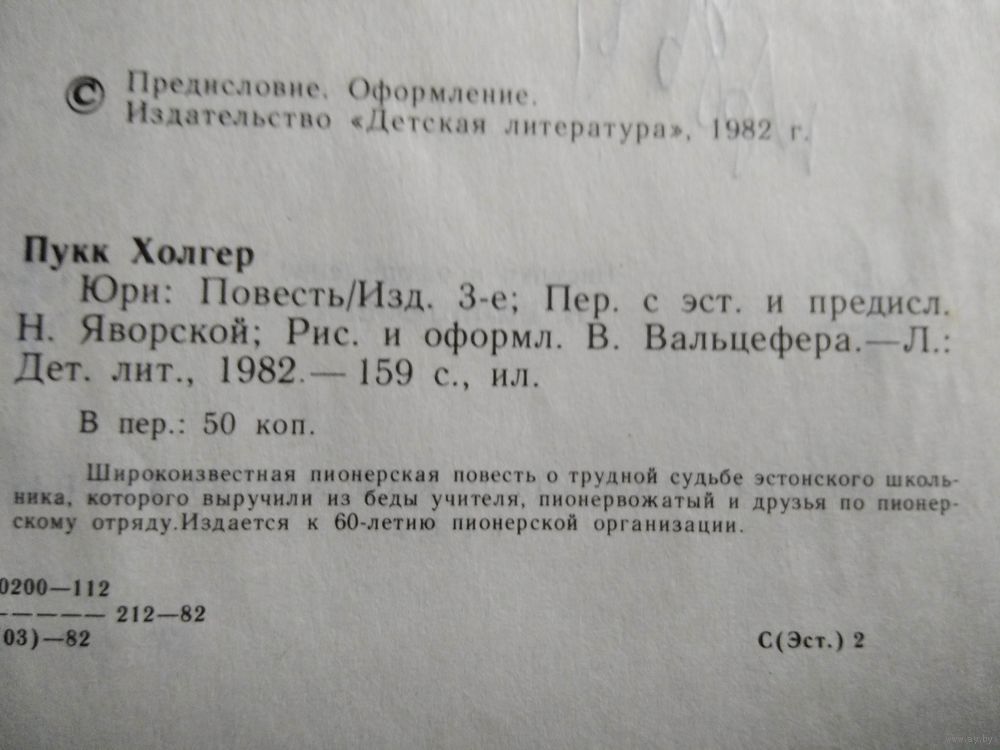 © Предисловие. Оформление.
Издательство «Детская литература», 1982 г.
Пукк Холгер
Юри: Повесть/Изд. 3-е; Пер. с эст. и предисл.
Н. Яворской; Рис. и оформл. В. Вальцефера.—Л.:
Дет. лит., 1982.—159 с., ил.
В пер.: 50 коп.
Широкоизвестная пионерская повесть о трудной судьбе эстонского школь-
ника, которого выручили из беды учителя, пионервожатый и друзья по пионер-
скому отряду.Издается к 60-летию пионерской организации.
0200—112
————— 212—82
03)—82
С(Эст.) 2
www.ay.by